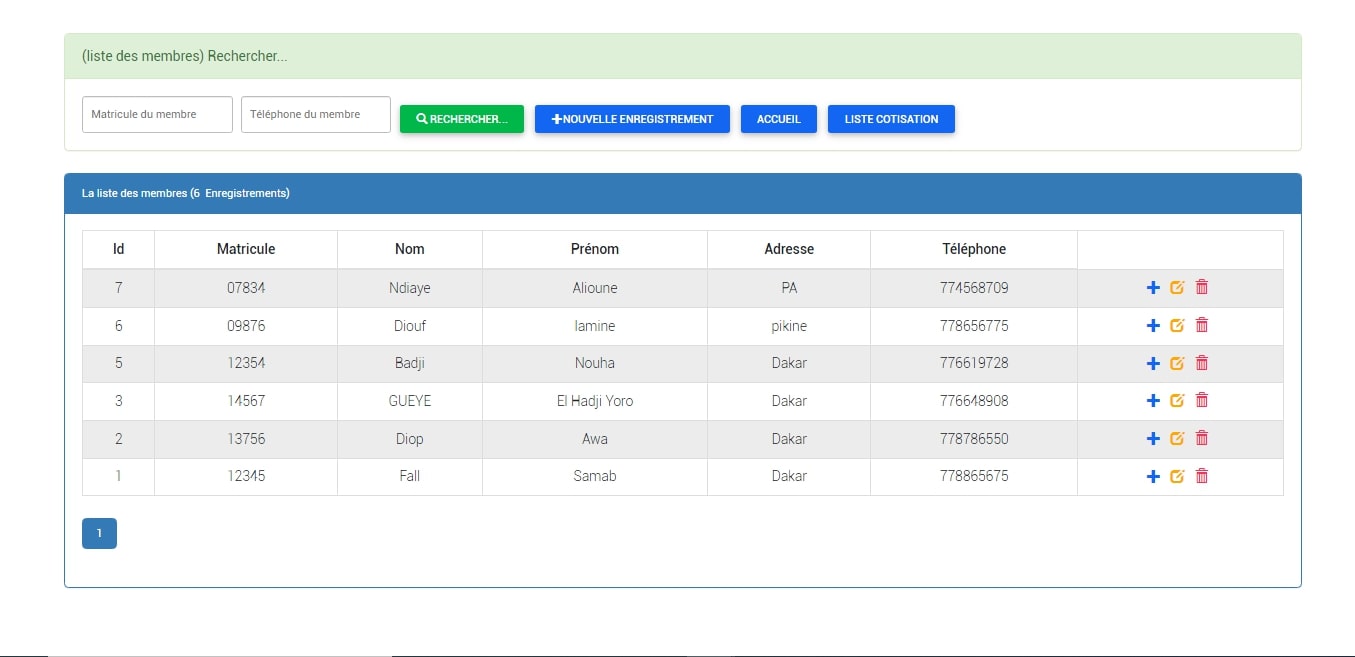 (liste des membres) Rechercher...
Matricule du membre Téléphone du membre RECHERCHER... NOUVELLE ENREGISTREMENT ACCUEIL LISTE COTISATION
La liste des membres (6 Enregistrements)
Id Matricule Nom Prénom Adresse Téléphone
7 07834 Ndiaye Alioune PA 774568709
6 09876 Diouf lamine pikine 778656775
5 12354 Badji Nouha Dakar 776619728
3 14567 GUEYE El Hadji Yoro Dakar 776648908
2 13756 Diop Awa Dakar 778786550
1 12345 Fall Samab Dakar 778865675
1